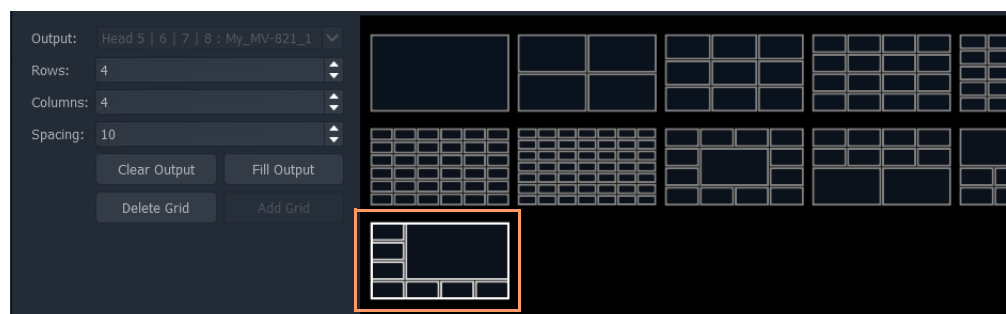 Output: Head 5 | 6 | 7 | 8 : My_MV-821_1
Rows: 4
Columns: 4
Spacing: 10
Clear Output Fill Output
Delete Grid Add Grid